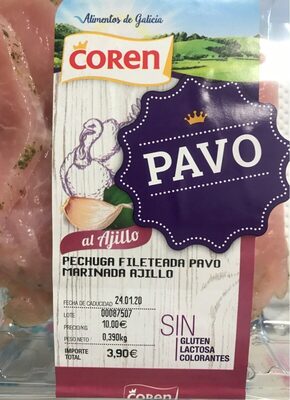 Alimentos de Galicia
COREN
PAVO
al Ajillo
PECHUGA FILETEADA PAVO
MARINADA AJILLO
FECHA DE CADUCIDAD 24.01.20
LOTE 00087507
PRECIO/KG 10,00€
PESO NETO 0,390kg
IMPORTE TOTAL 3,90€
SIN
GLUTEN
LACTOSA
COLORANTES
COREN